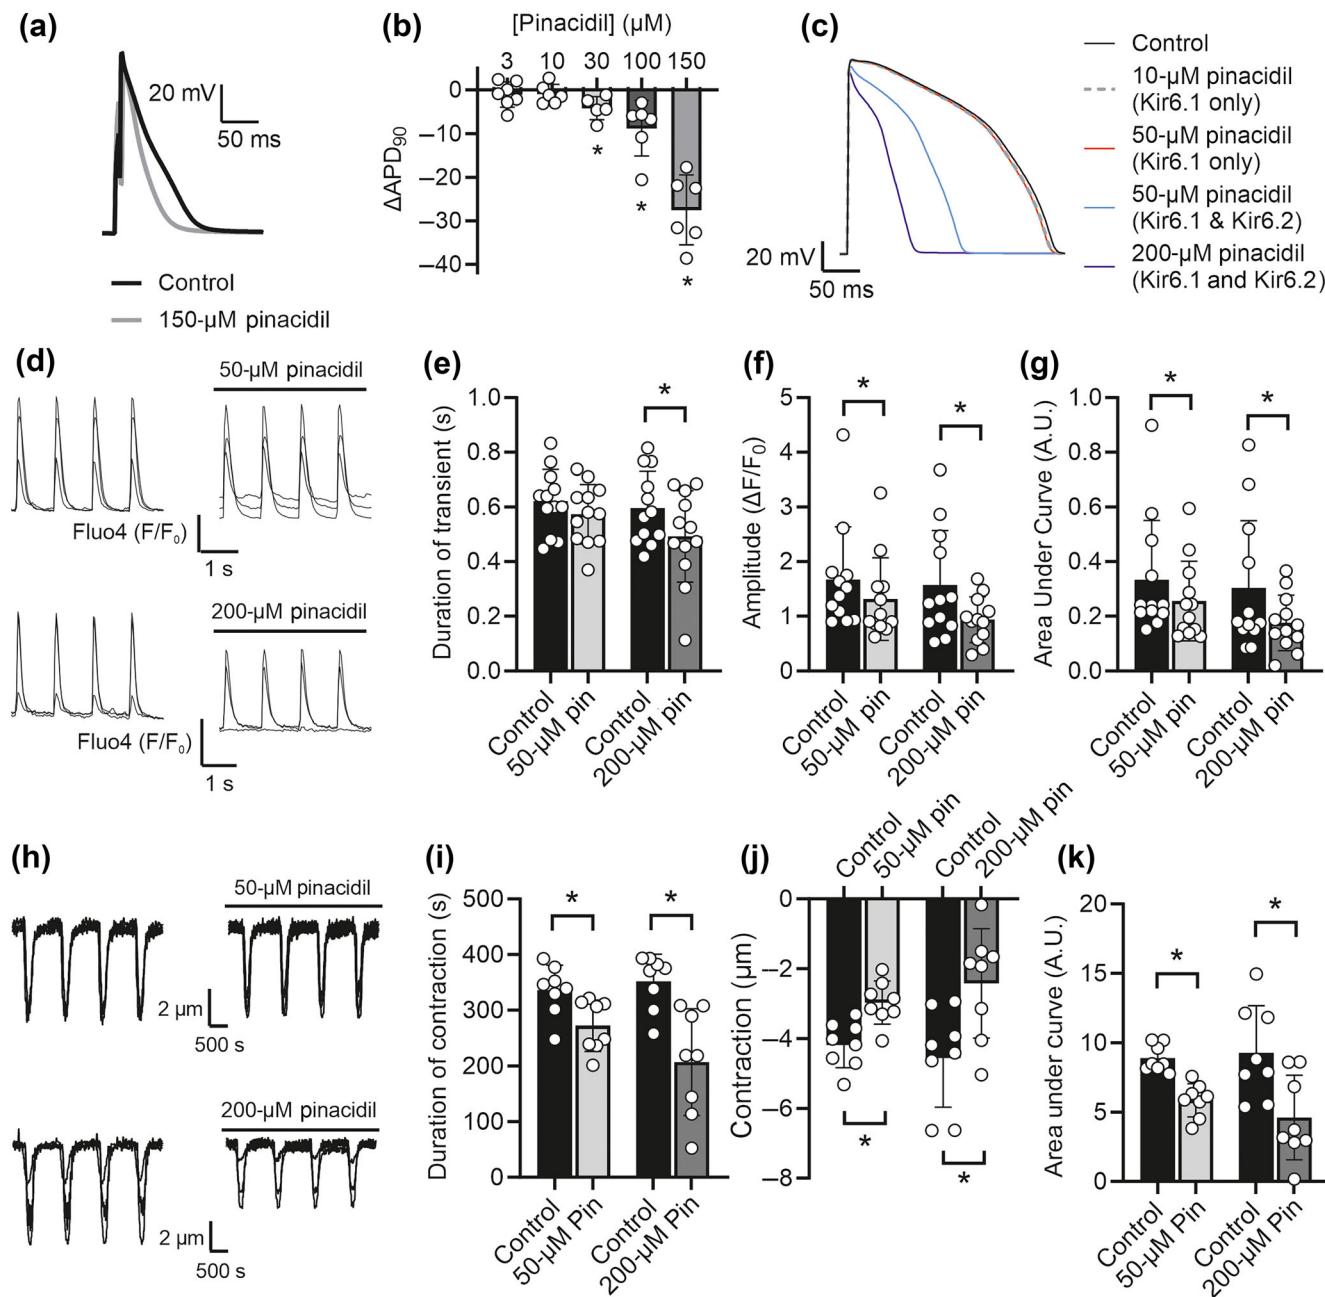 (a)
20 mV
50 ms
Control
150-µM pinacidil
(b)
[Pinacidil] (µM)
3 10 30 100 150
0
–10
–20
–30
–40
ΔAPD90
*
*
*
(c)
20 mV
50 ms
Control
10-µM pinacidil
(Kir6.1 only)
50-µM pinacidil
(Kir6.1 only)
50-µM pinacidil
(Kir6.1 & Kir6.2)
200-µM pinacidil
(Kir6.1 and Kir6.2)
(d)
50-µM pinacidil
Fluo4 (F/F0)
1 s
200-µM pinacidil
Fluo4 (F/F0)
1 s
(e)
Duration of transient (s)
1.0
0.8
0.6
0.4
0.2
0.0
*
Control
50-µM pin
Control
200-µM pin
(f)
Amplitude (ΔF/F0)
5
4
3
2
1
0
*
*
Control
50-µM pin
Control
200-µM pin
(g)
Area Under Curve (A.U.)
1.0
0.8
0.6
0.4
0.2
0.0
*
*
Control
50-µM pin
Control
200-µM pin
(h)
50-µM pinacidil
2 µm
500 s
200-µM pinacidil
2 µm
500 s
(i)
Duration of contraction (s)
500
400
300
200
100
0
*
*
Control
50-µM Pin
Control
200-µM Pin
(j)
Control
50-µM pin
Control
200-µM pin
Contraction (µm)
0
–2
–4
–6
–8
*
*
(k)
Area under curve (A.U.)
20
15
10
5
0
*
*
Control
50-µM Pin
Control
200-µM Pin